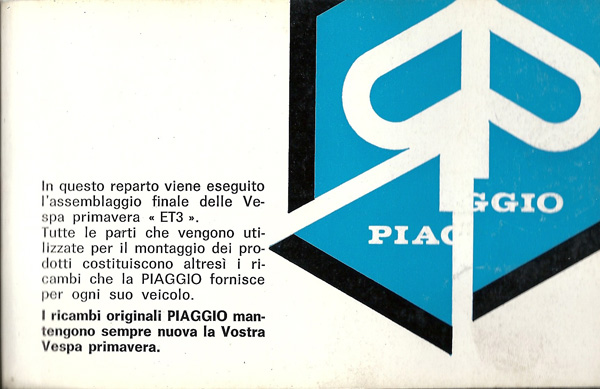 In questo reparto viene eseguito
l'assemblaggio finale delle Ve-
spa primavera « ET3 ».
Tutte le parti che vengono uti-
lizzate per il montaggio dei pro-
dotti costituiscono altresì i ri-
cambi che la PIAGGIO fornisce
per ogni suo veicolo.
I ricambi originali PIAGGIO man-
tengono sempre nuova la Vostra
Vespa primavera.
PIAGGIO